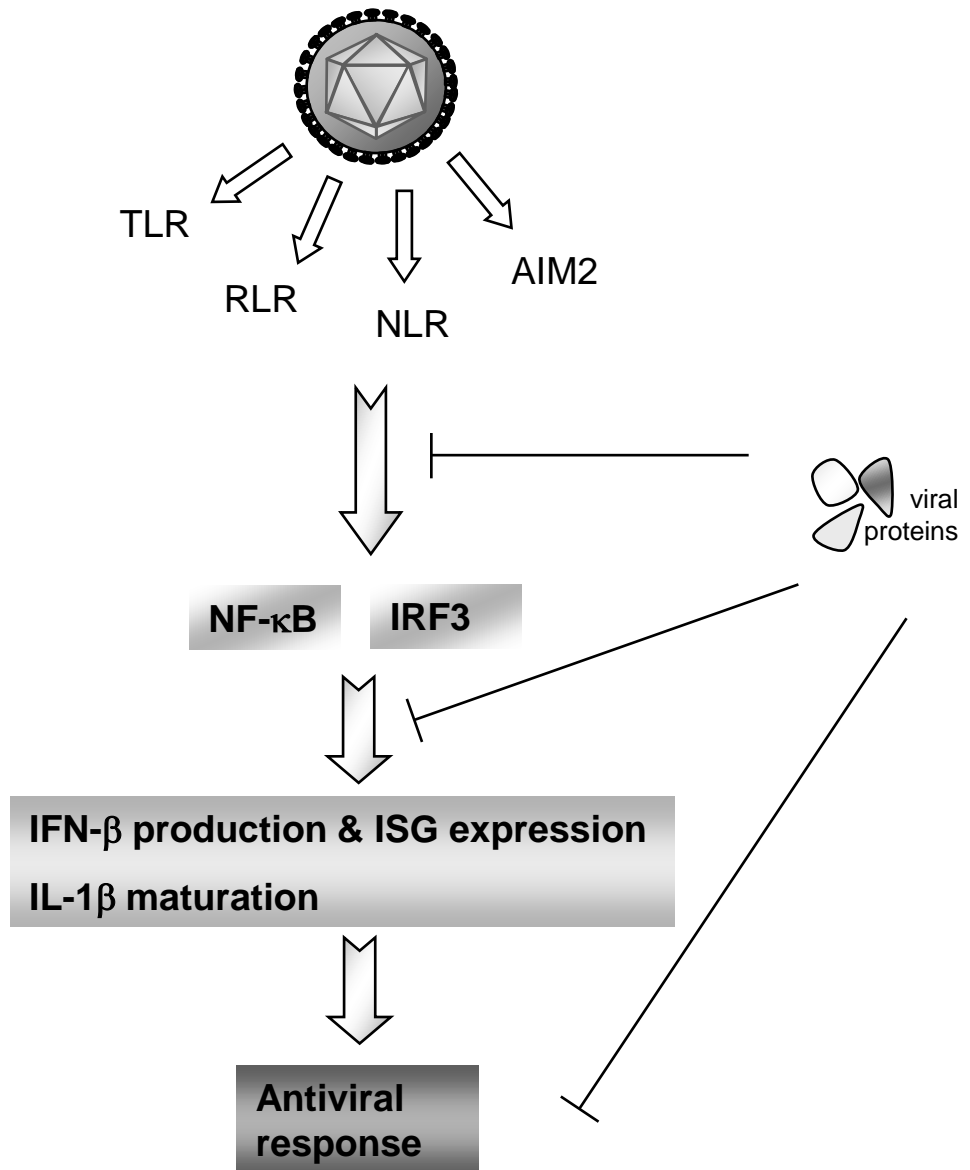 TLR
RLR
NLR
AIM2
viral
proteins
NF-κB
IRF3
IFN-β production & ISG expression
IL-1β maturation
Antiviral
response